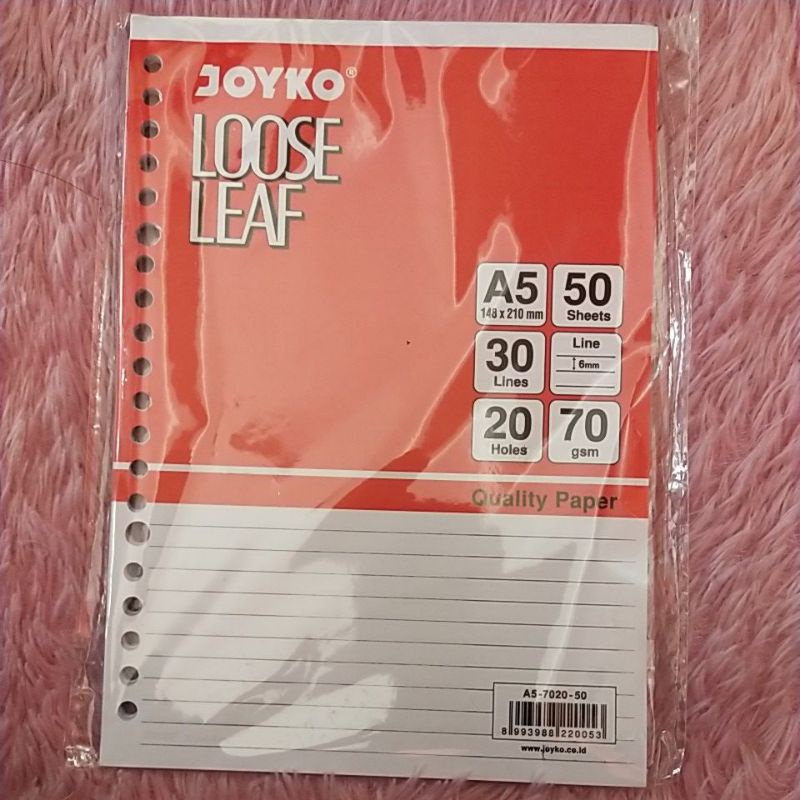 JOYKO®
LOOSE
LEAF
A5
148 x 210 mm
50
Sheets
30
Lines
Line
6mm
20
Holes
70
gsm
Quality Paper
A5-7020-50
8 993988 220053
www.joyko.co.id